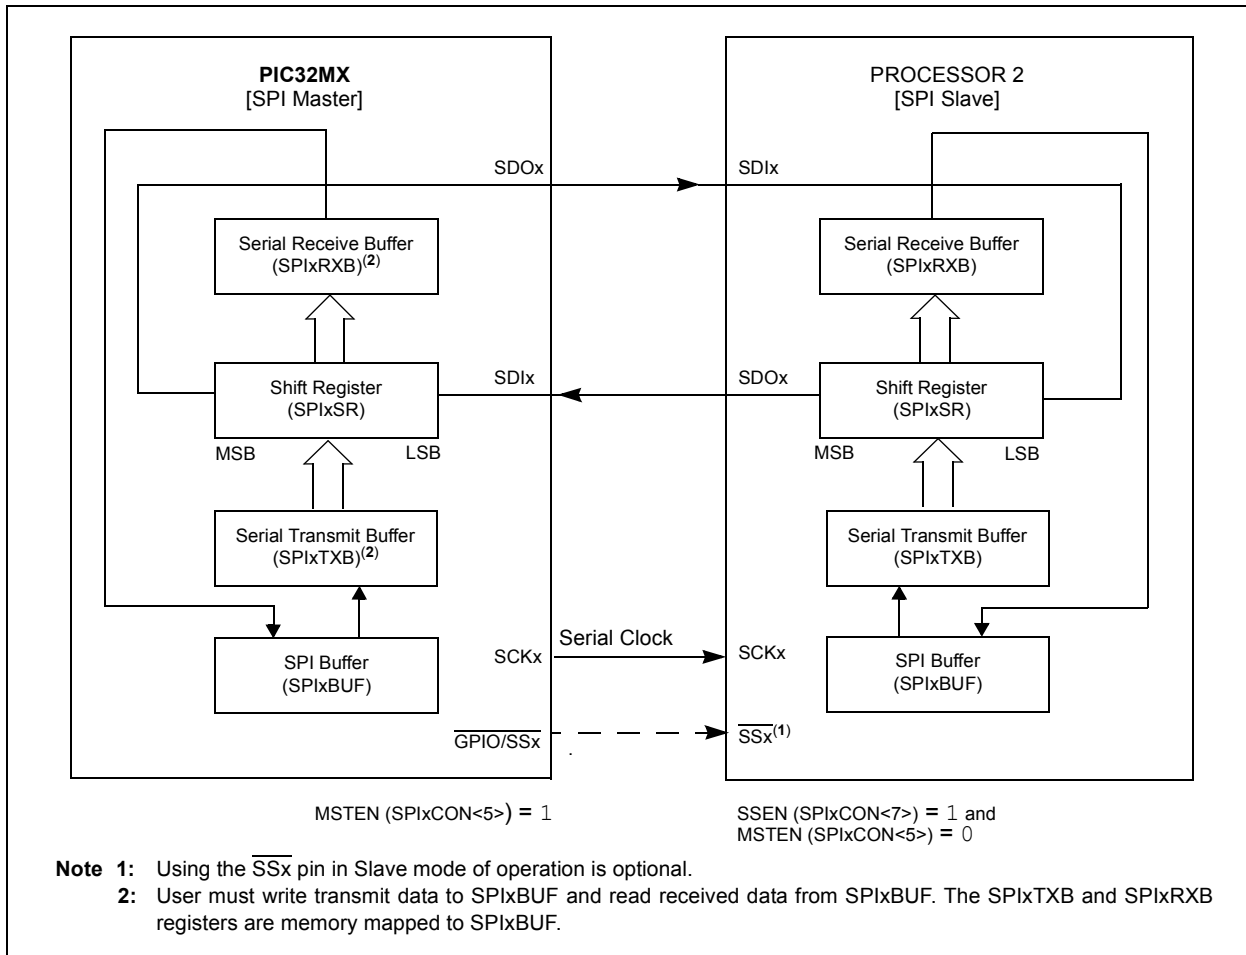 PIC32MX
[SPI Master]
SDOx
Serial Receive Buffer
(SPIxRXB)(2)
Shift Register
(SPIxSR)
SDIx
MSB
LSB
Serial Transmit Buffer
(SPIxTXB)(2)
SPI Buffer
(SPIxBUF)
SCKx
GPIO/SSx
Serial Clock
PROCESSOR 2
[SPI Slave]
SDIx
Serial Receive Buffer
(SPIxRXB)
SDOx
Shift Register
(SPIxSR)
MSB
LSB
Serial Transmit Buffer
(SPIxTXB)
SCKx
SPI Buffer
(SPIxBUF)
SSx(1)
MSTEN (SPIxCON<5>) = 1
SSEN (SPIxCON<7>) = 1 and
MSTEN (SPIxCON<5>) = 0
Note 1: Using the SSx pin in Slave mode of operation is optional.
2: User must write transmit data to SPIxBUF and read received data from SPIxBUF. The SPIxTXB and SPIxRXB
registers are memory mapped to SPIxBUF.